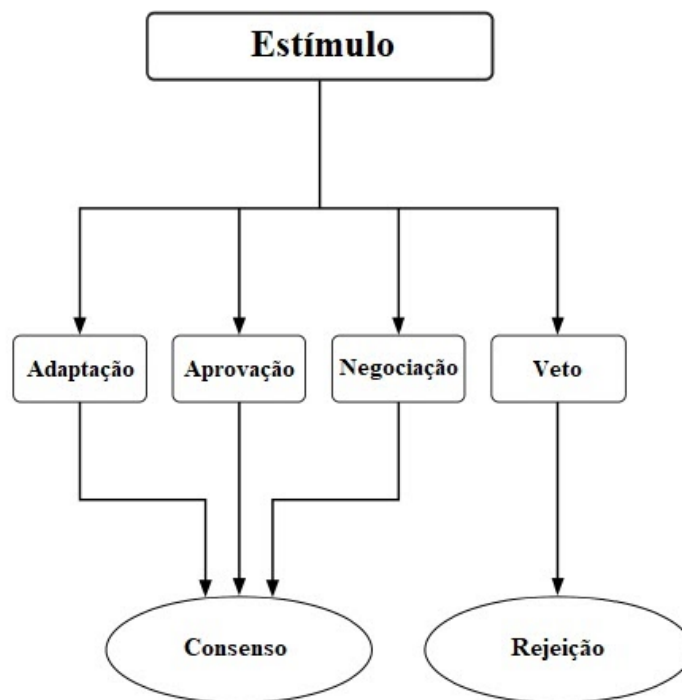 Estímulo
Adaptação
Aprovação
Negociação
Veto
Consenso
Rejeição